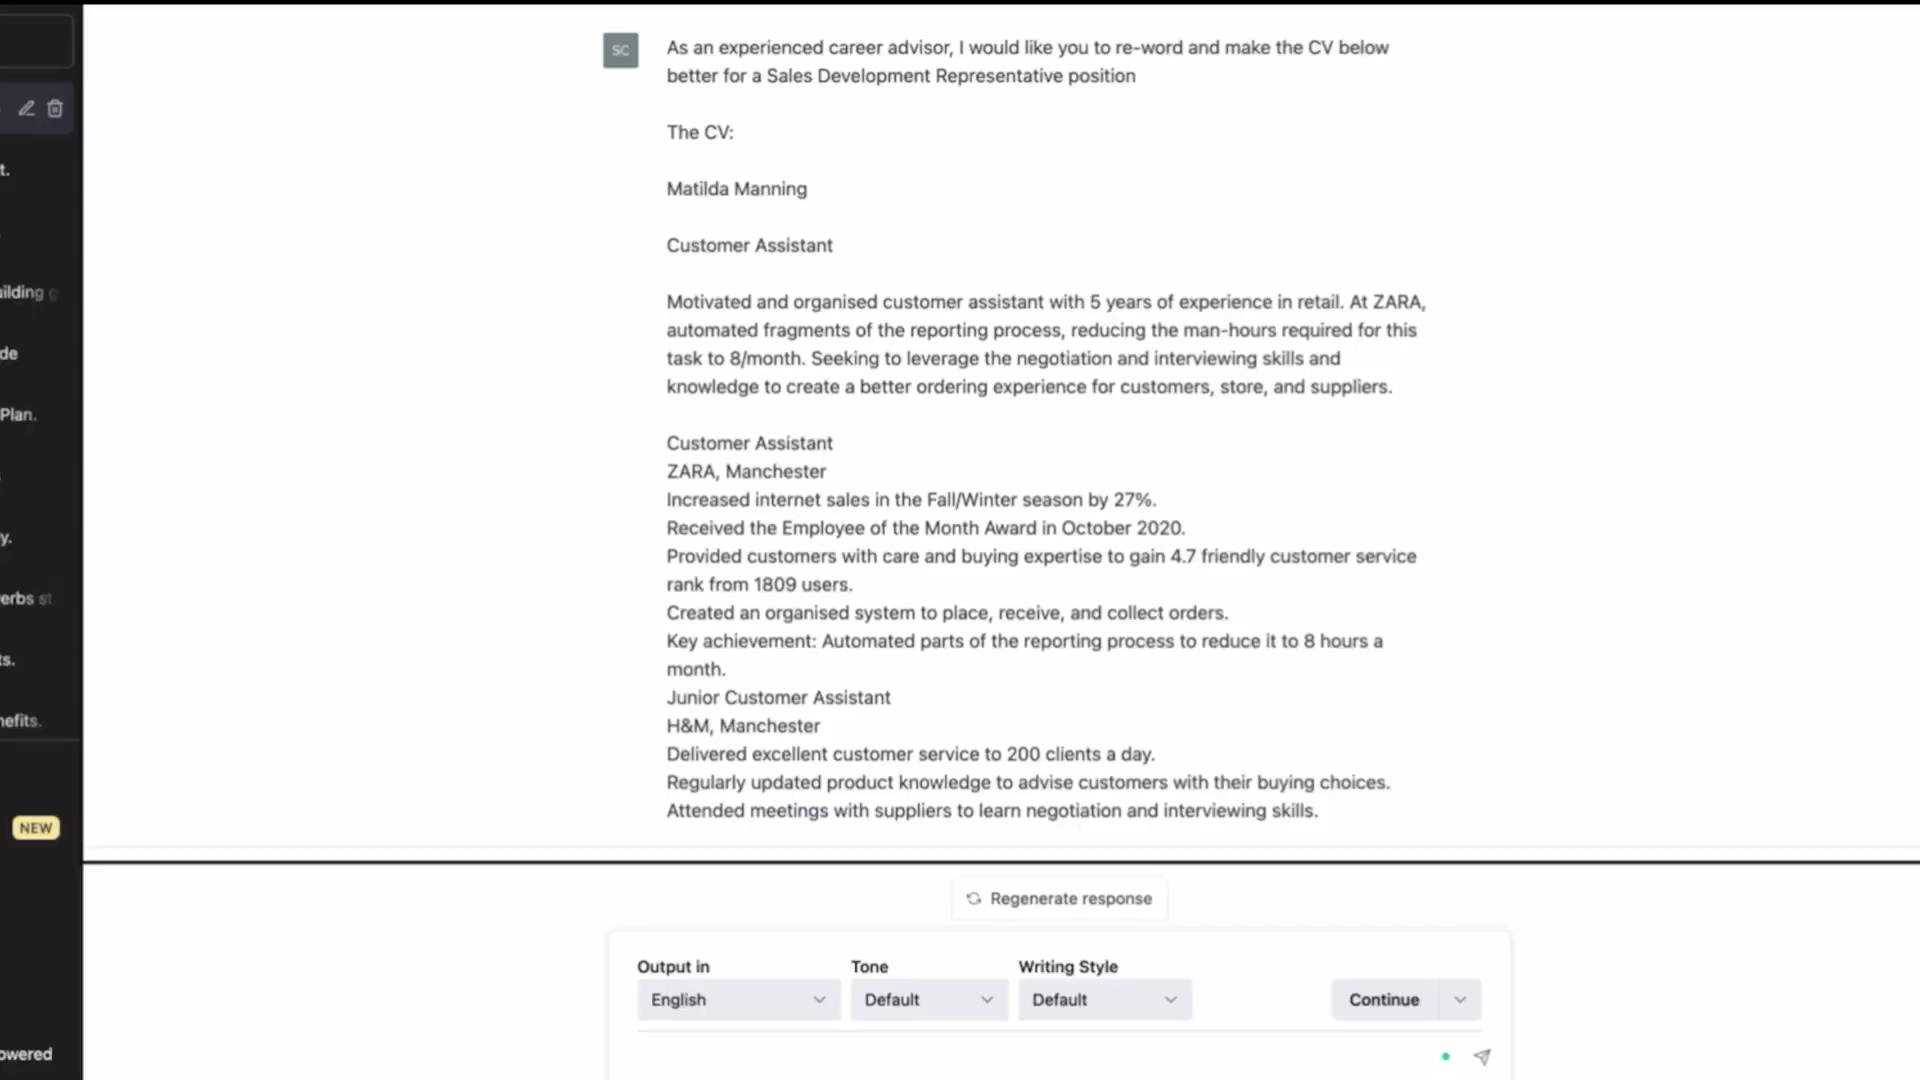 SC
As an experienced career advisor, I would like you to re-word and make the CV below
better for a Sales Development Representative position
The CV:
Matilda Manning
Customer Assistant
Motivated and organised customer assistant with 5 years of experience in retail. At ZARA,
automated fragments of the reporting process, reducing the man-hours required for this
task to 8/month. Seeking to leverage the negotiation and interviewing skills and
knowledge to create a better ordering experience for customers, store, and suppliers.
Customer Assistant
ZARA, Manchester
Increased internet sales in the Fall/Winter season by 27%.
Received the Employee of the Month Award in October 2020.
Provided customers with care and buying expertise to gain 4.7 friendly customer service
rank from 1809 users.
Created an organised system to place, receive, and collect orders.
Key achievement: Automated parts of the reporting process to reduce it to 8 hours a
month.
Junior Customer Assistant
H&M, Manchester
Delivered excellent customer service to 200 clients a day.
Regularly updated product knowledge to advise customers with their buying choices.
Attended meetings with suppliers to learn negotiation and interviewing skills.
t.
uilding g
de
Plan.
y.
erbs st
ts.
nefits.
NEW
owered
Regenerate response
Output in
Tone
Writing Style
English
Default
Default
Continue